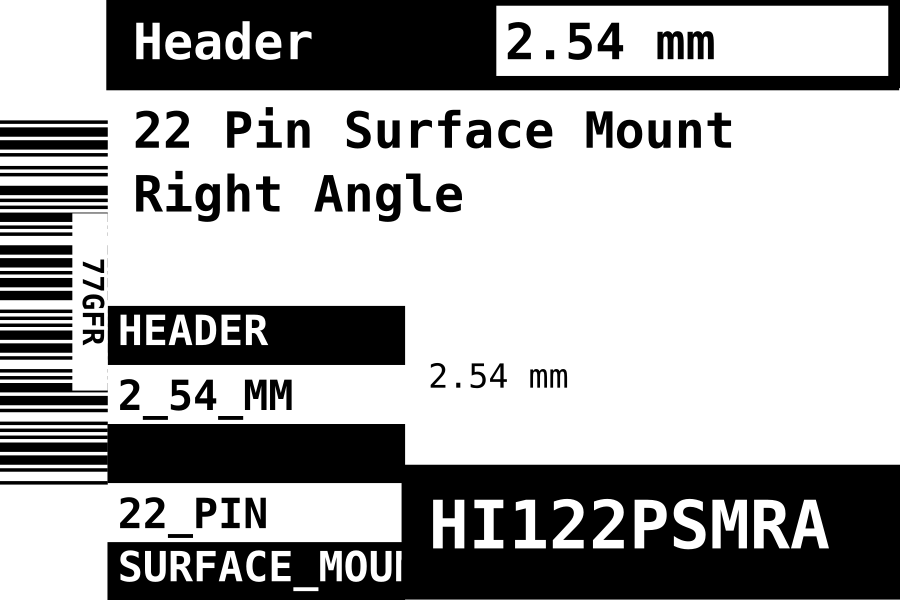 Header
2.54 mm
22 Pin Surface Mount
Right Angle
77GFR
HEADER
2_54_MM
2.54 mm
22_PIN
HI122PSMRA